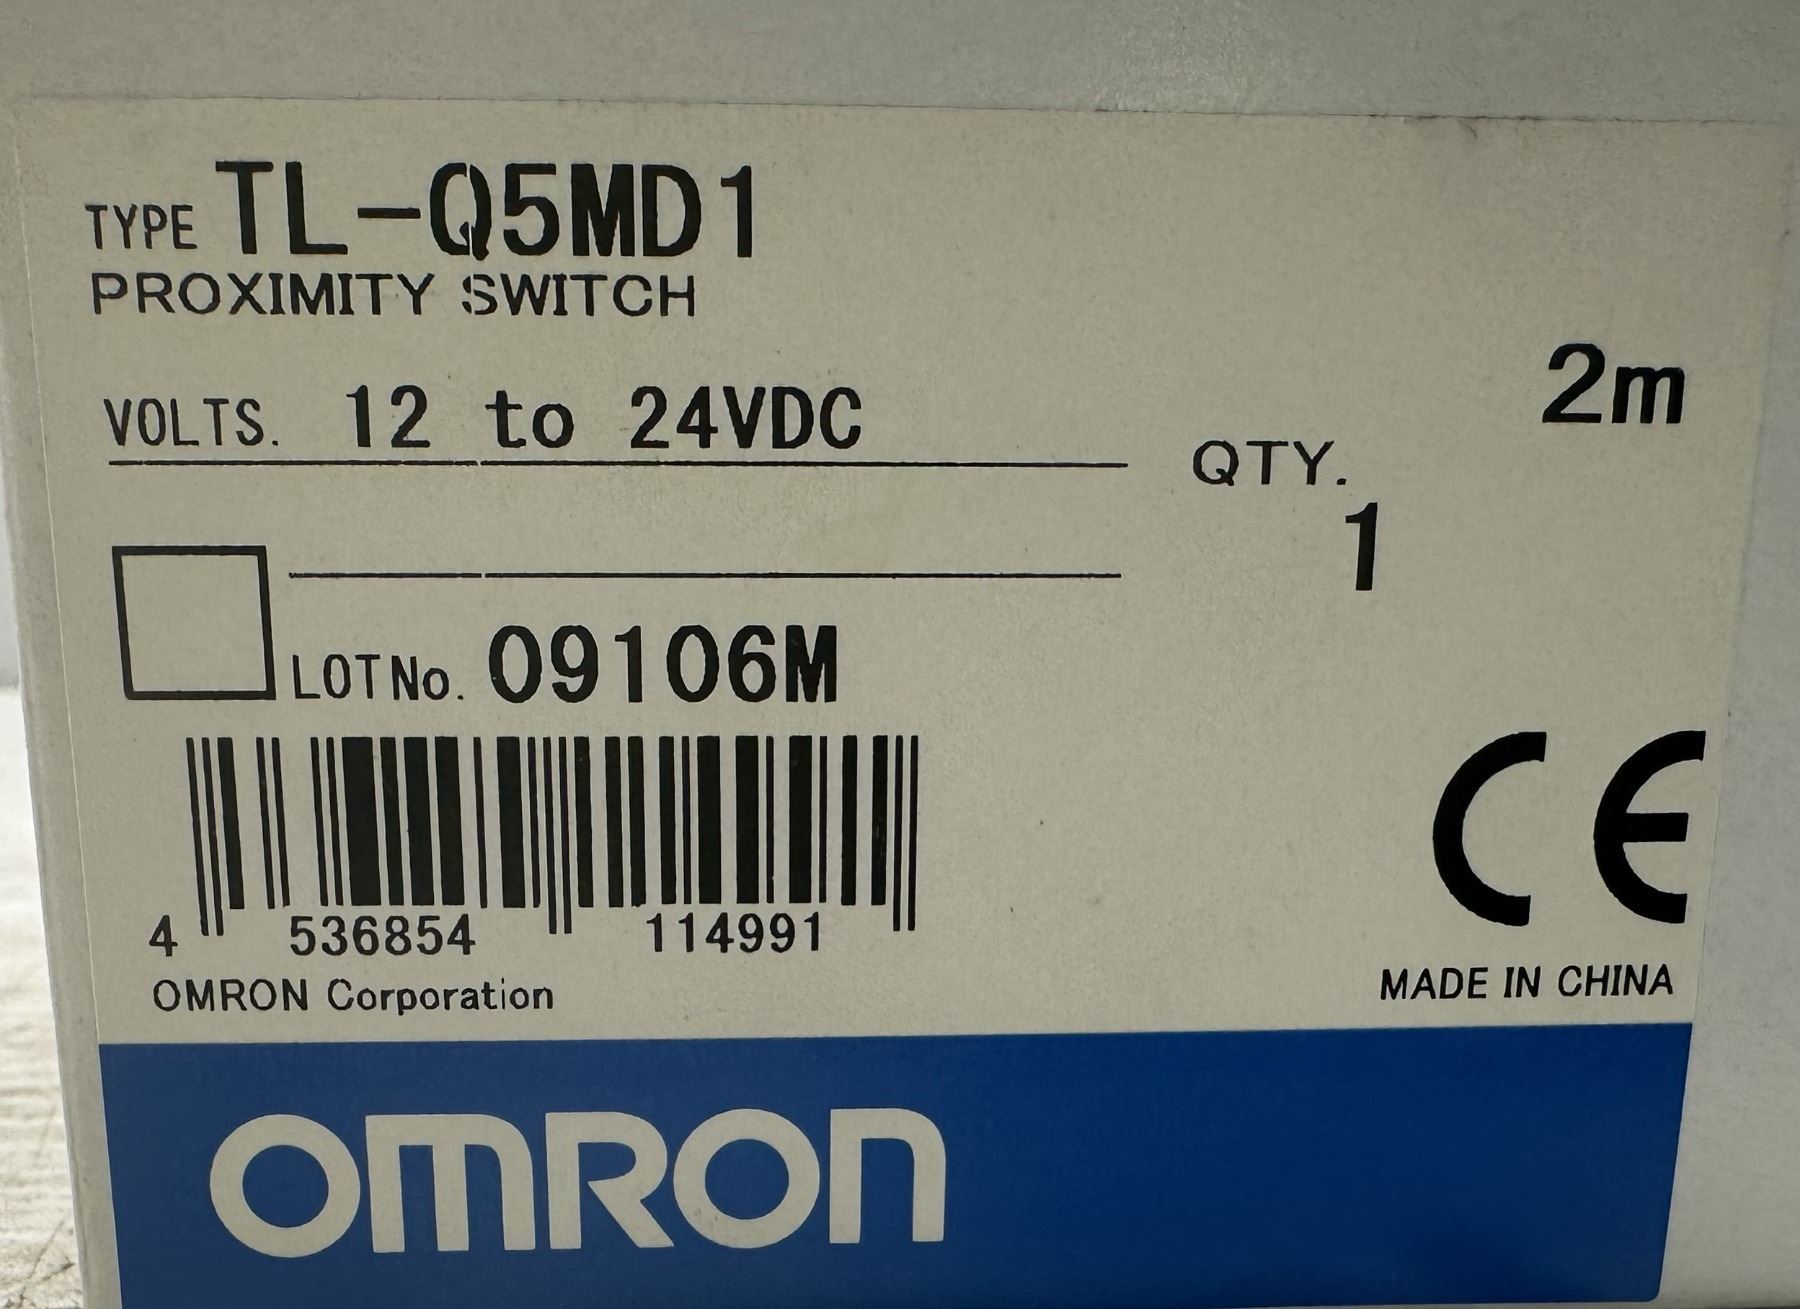 TYPE TL-Q5MD1
PROXIMITY SWITCH
2m
VOLTS. 12 to 24VDC
QTY.
1
LOT No. 09106M
4 536854 114991
CE
OMRON Corporation
MADE IN CHINA
OMRON